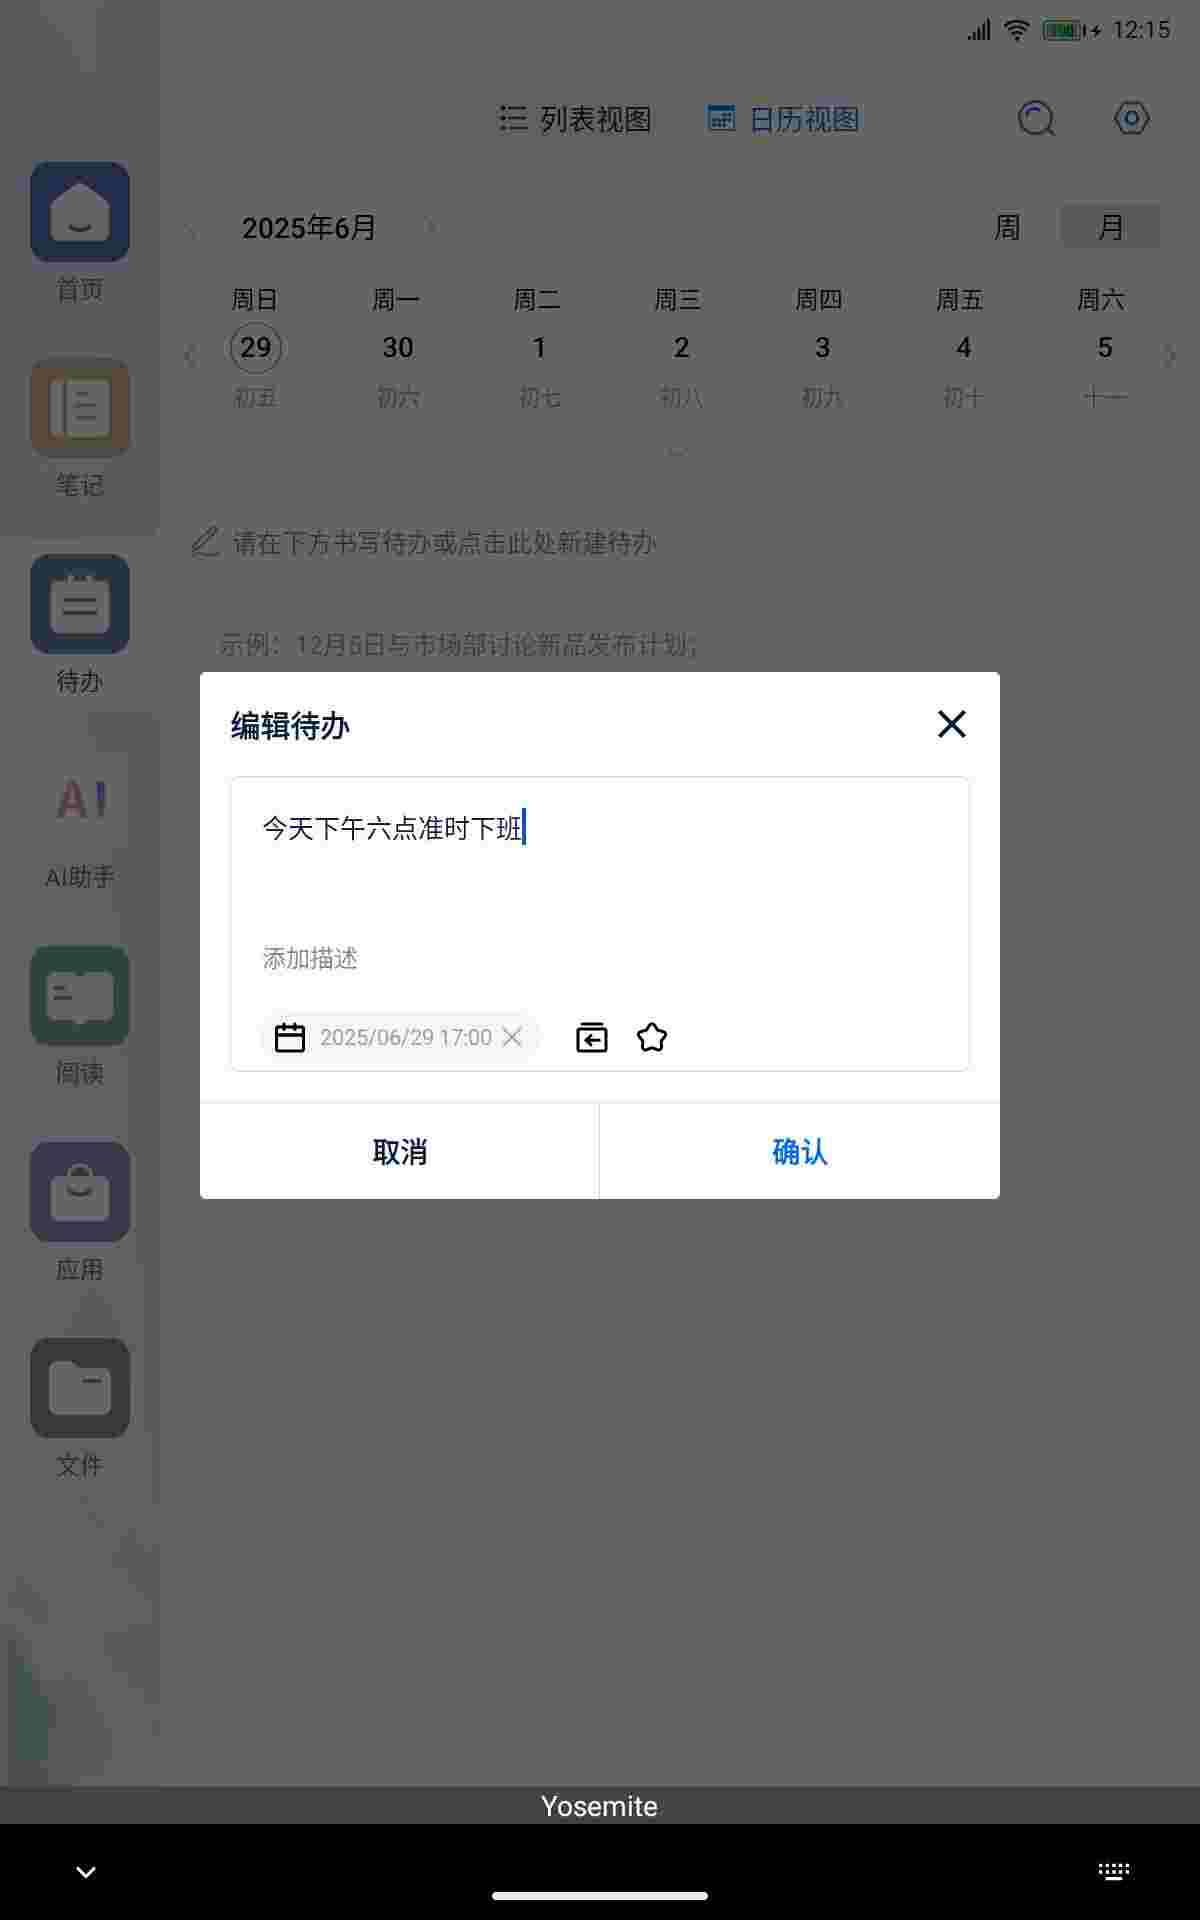 12:15
列表视图 日历视图
2025年6月 周 月
周日 周一 周二 周三 周四 周五 周六
29 30 1 2 3 4 5
初五 初六 初七 初八 初九 初十 十一
请在下方书写待办或点击此处新建待办
示例：12月6日与市场部讨论新品发布计划；
首页
笔记
待办
AI
AI助手
阅读
应用
文件
编辑待办
今天下午六点准时下班
添加描述
2025/06/29 17:00
取消 确认
Yosemite